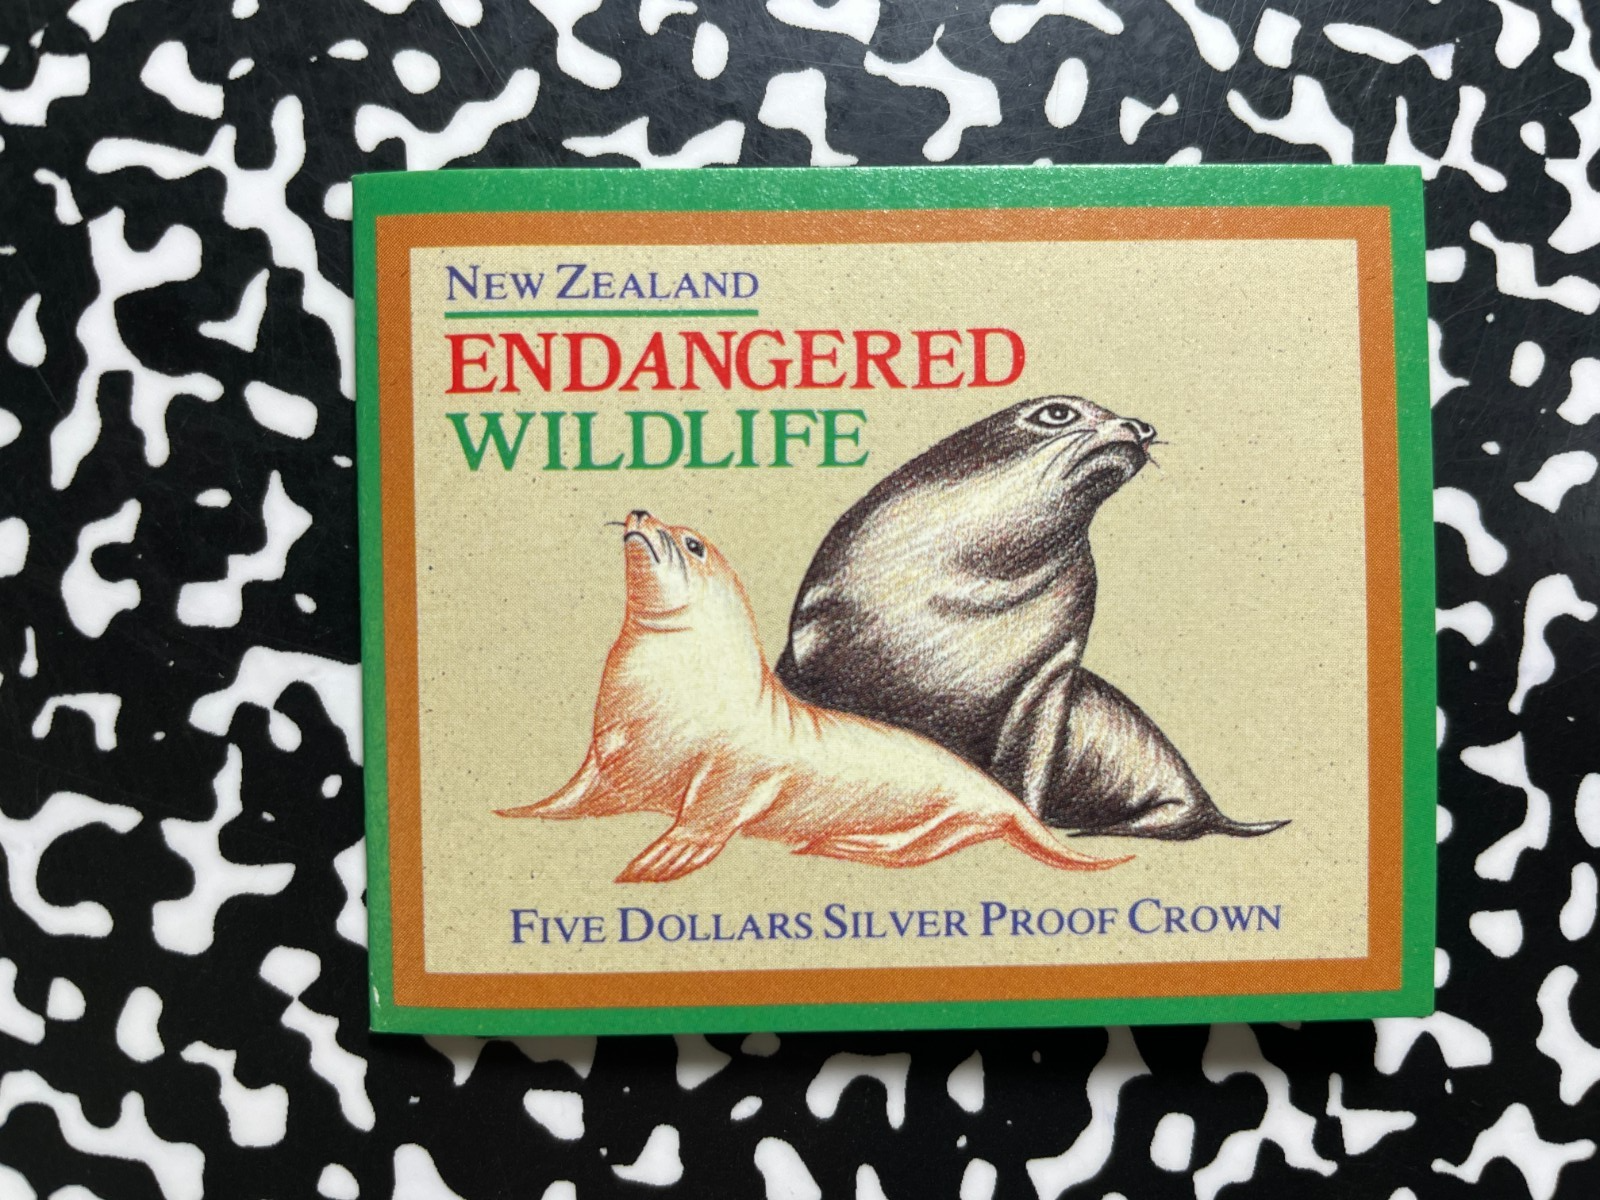 New Zealand
ENDANGERED
WILDLIFE
Five Dollars Silver Proof Crown